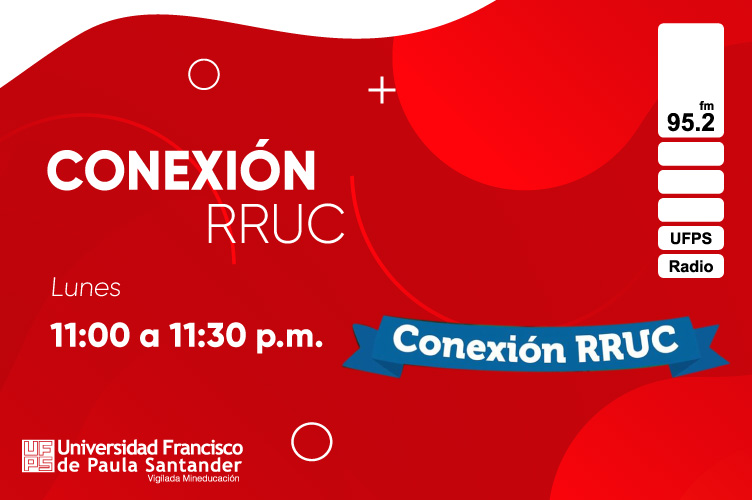 CONEXIÓN
RRUC
Lunes
11:00 a 11:30 p.m.
Conexión RRUC
fm
95.2
UFPS
Radio
UFPS
Universidad Francisco
de Paula Santander
Vigilada Mineducación